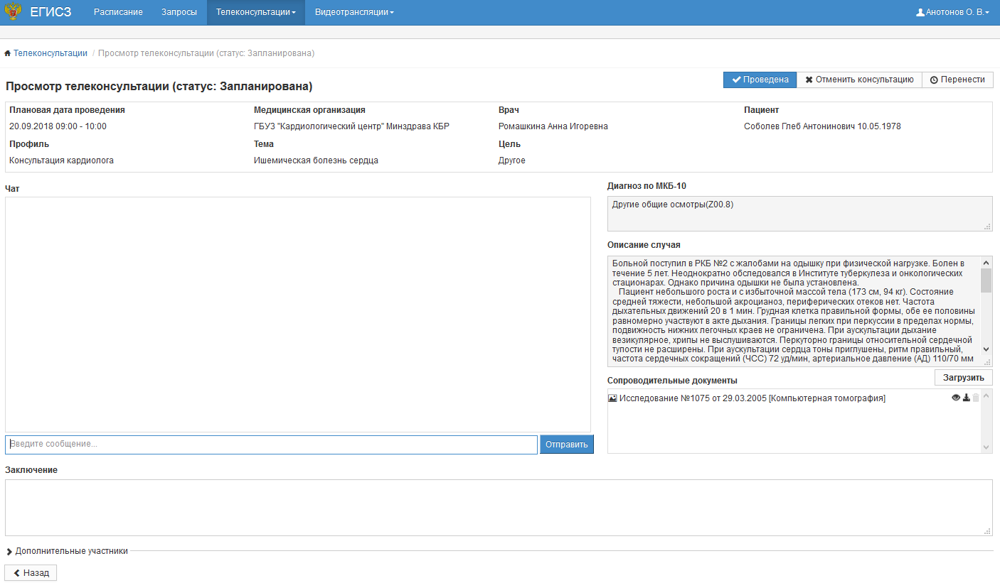 ЕГИСЗ Расписание Запросы Телеконсультации Видеотрансляции Анотонов О. В.
Телеконсультации / Просмотр телеконсультации (статус: Запланирована)
Просмотр телеконсультации (статус: Запланирована)
Проведена Отменить консультацию Перенести
Плановая дата проведения Медицинская организация Врач Пациент
20.09.2018 09:00 - 10:00 ГБУЗ "Кардиологический центр" Минздрава КБР Ромашкина Анна Игоревна Соболев Глеб Антонинович 10.05.1978
Профиль Тема Цель
Консультация кардиолога Ишемическая болезнь сердца Другое
Чат
Введите сообщение...
Отправить
Диагноз по МКБ-10
Другие общие осмотры(Z00.8)
Описание случая
Больной поступил в РКБ №2 с жалобами на одышку при физической нагрузке. Болен в
течение 5 лет. Неоднократно обследовался в Институте туберкулеза и онкологических
стационарах. Однако причина одышки не была установлена.
Пациент небольшого роста и с избыточной массой тела (173 см, 94 кг). Состояние
средней тяжести, небольшой акроцианоз, периферических отеков нет. Частота
дыхательных движений 20 в 1 мин. Грудная клетка правильной формы, обе ее половины
равномерно участвуют в акте дыхания. Границы легких при перкуссии в пределах нормы,
подвижность нижних легочных краев не ограничена. При аускультации дыхание
везикулярное, хрипы не выслушиваются. Перкуторно границы относительной сердечной
тупости не расширены. При аускультации сердца тоны приглушены, ритм правильный,
частота сердечных сокращений (ЧСС) 72 уд/мин, артериальное давление (АД) 110/70 мм
Сопроводительные документы
Загрузить
Исследование №1075 от 29.03.2005 [Компьютерная томография]
Заключение
Дополнительные участники
Назад